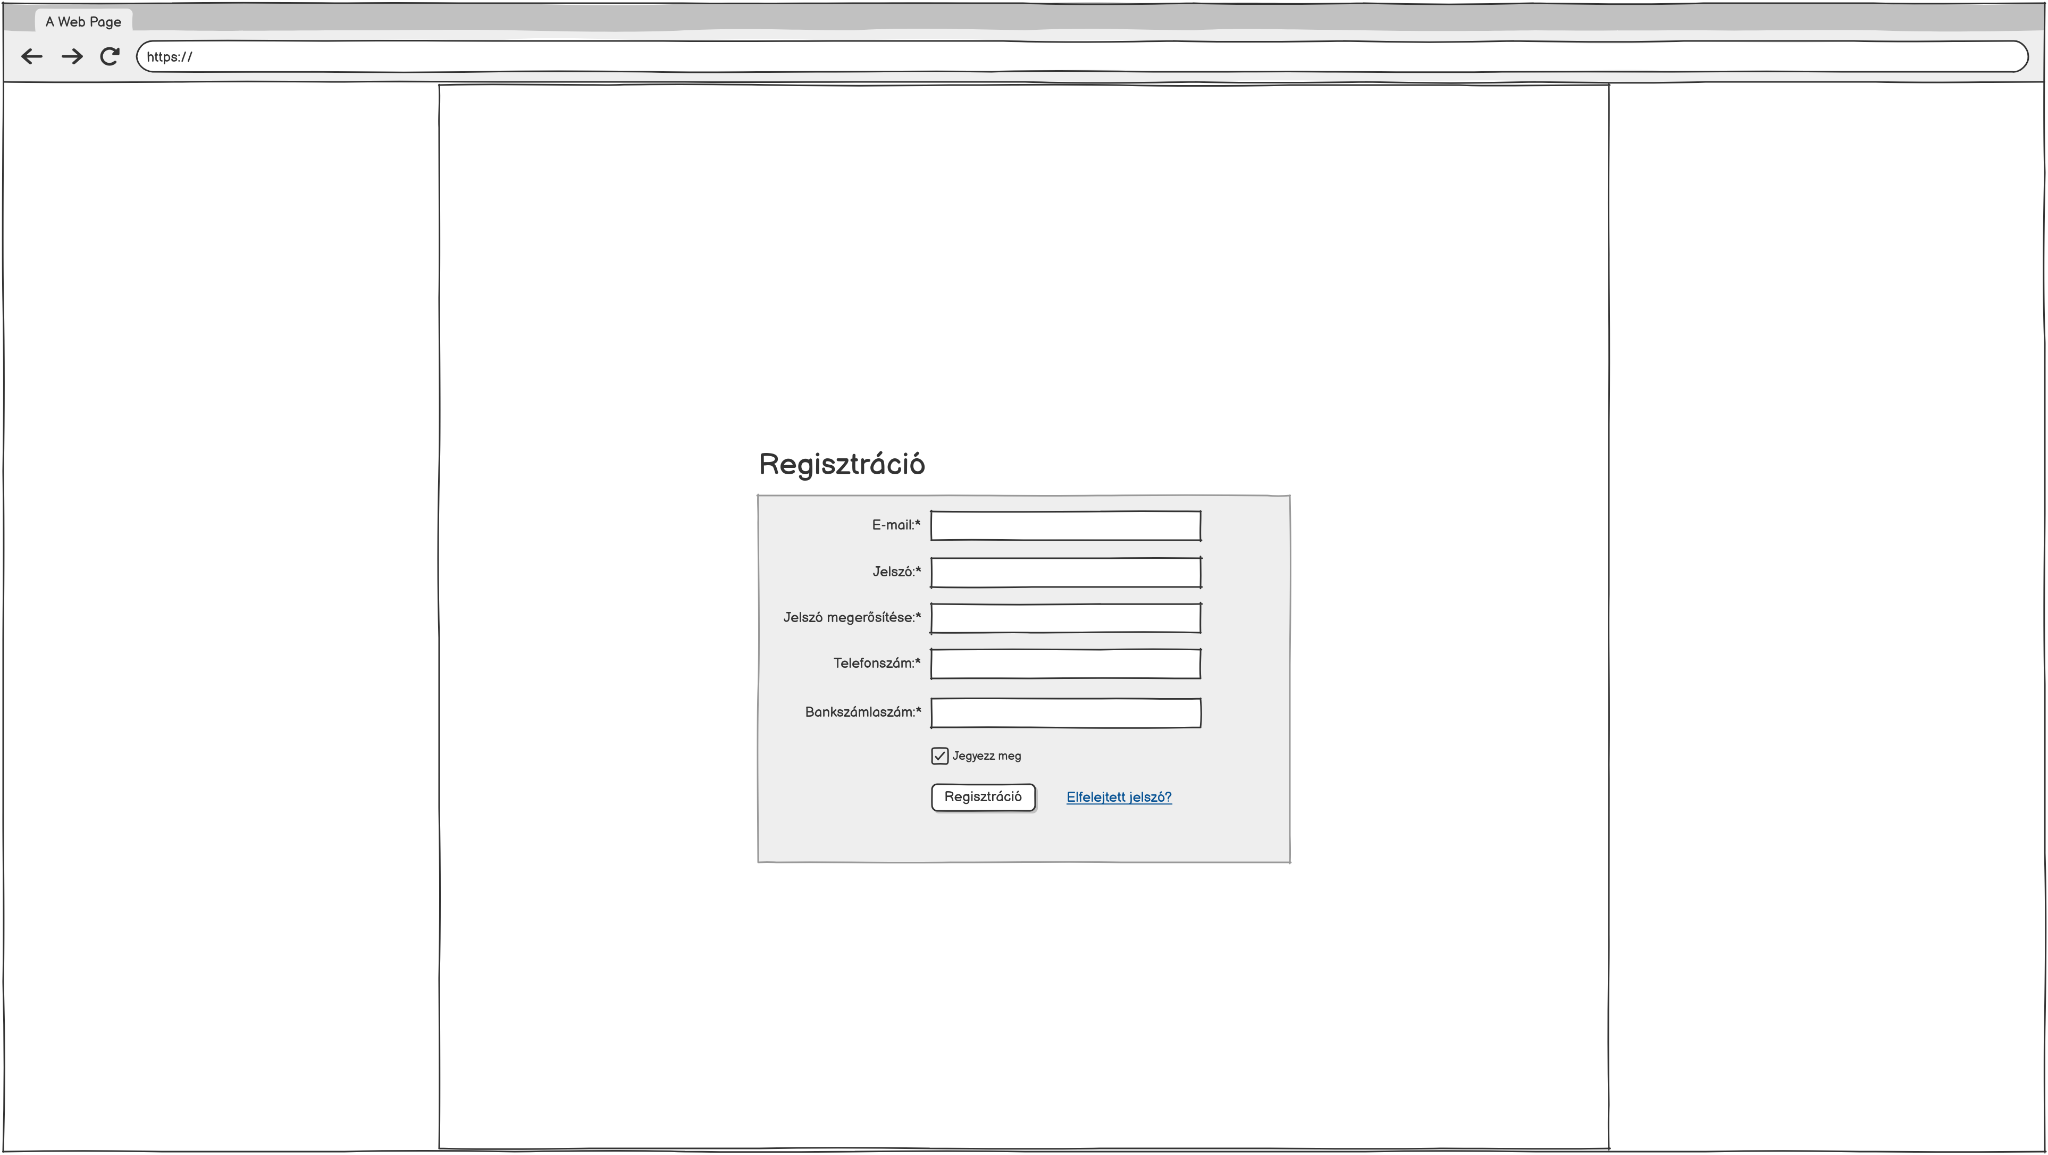 A Web Page
https://
Regisztráció
E-mail:*
Jelszó:*
Jelszó megerősítése:*
Telefonszám:*
Bankszámlaszám:*
Jegyezz meg
Regisztráció Elfelejtett jelszó?